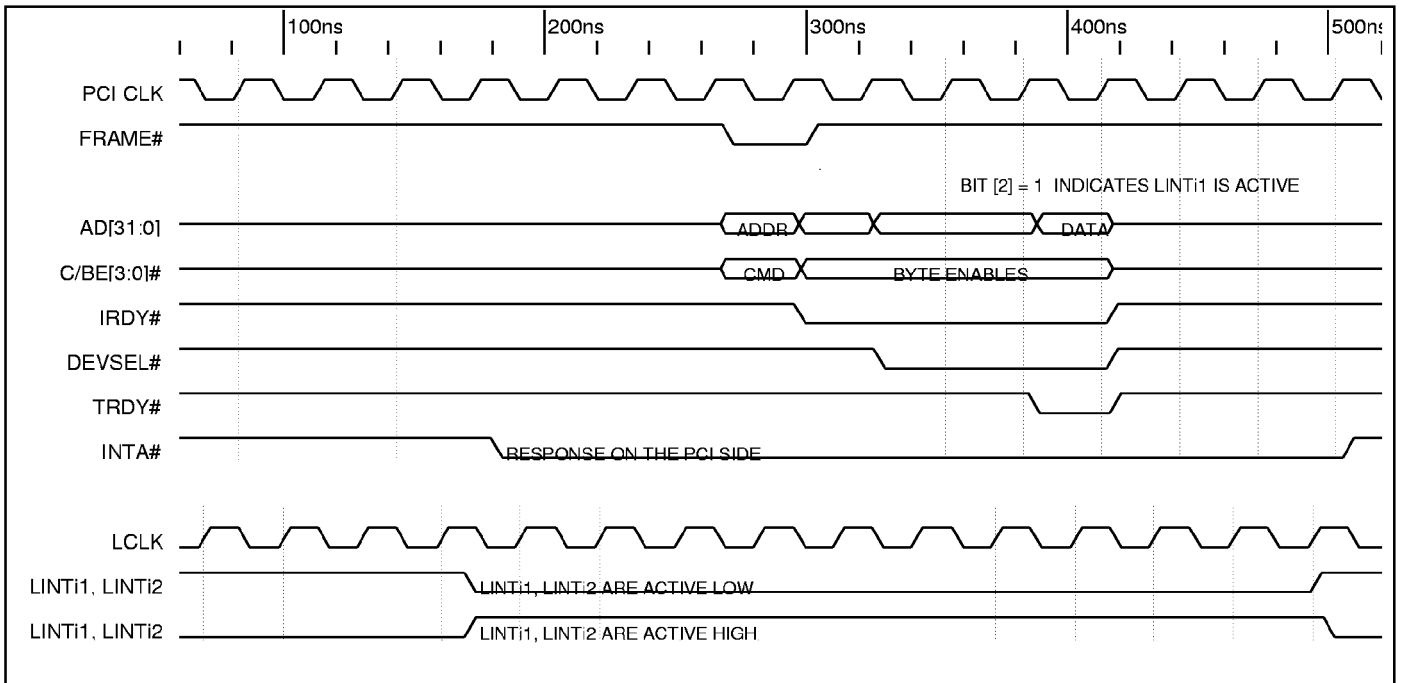 100ns 200ns 300ns 400ns 500ns
PCI CLK
FRAME#
BIT [2] = 1 INDICATES LINTi1 IS ACTIVE
AD[31:0] ADDR DATA
C/BE[3:0]# CMD BYTE ENABLES
IRDY#
DEVSEL#
TRDY#
INTA# RESPONSE ON THE PCI SIDE
LCLK
LINTi1, LINTi2 LINTi1, LINTi2 ARE ACTIVE LOW
LINTi1, LINTi2 LINTi1, LINTi2 ARE ACTIVE HIGH